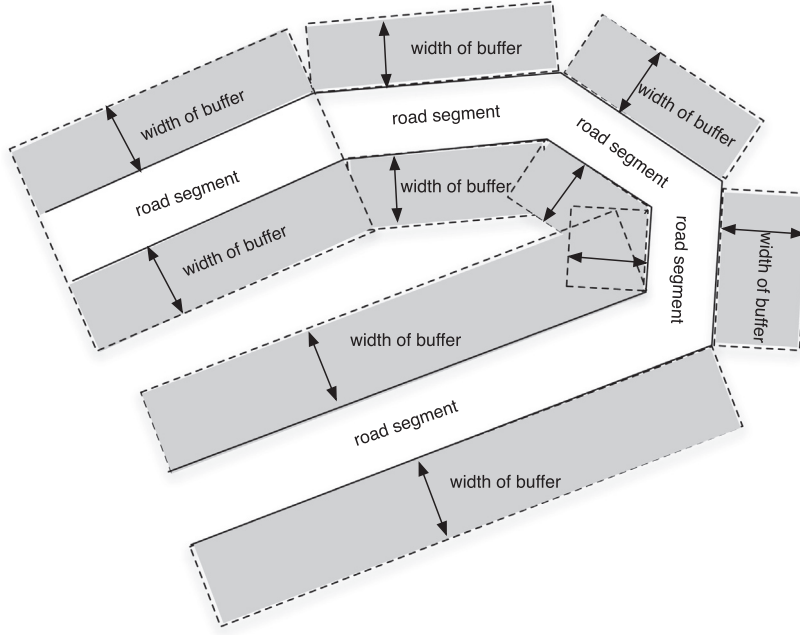 width of buffer
width of buffer
width of buffer
road segment
road segment
road segment
width of buffer
width of buffer
road segment
width of buffer
width of buffer
road segment
width of buffer